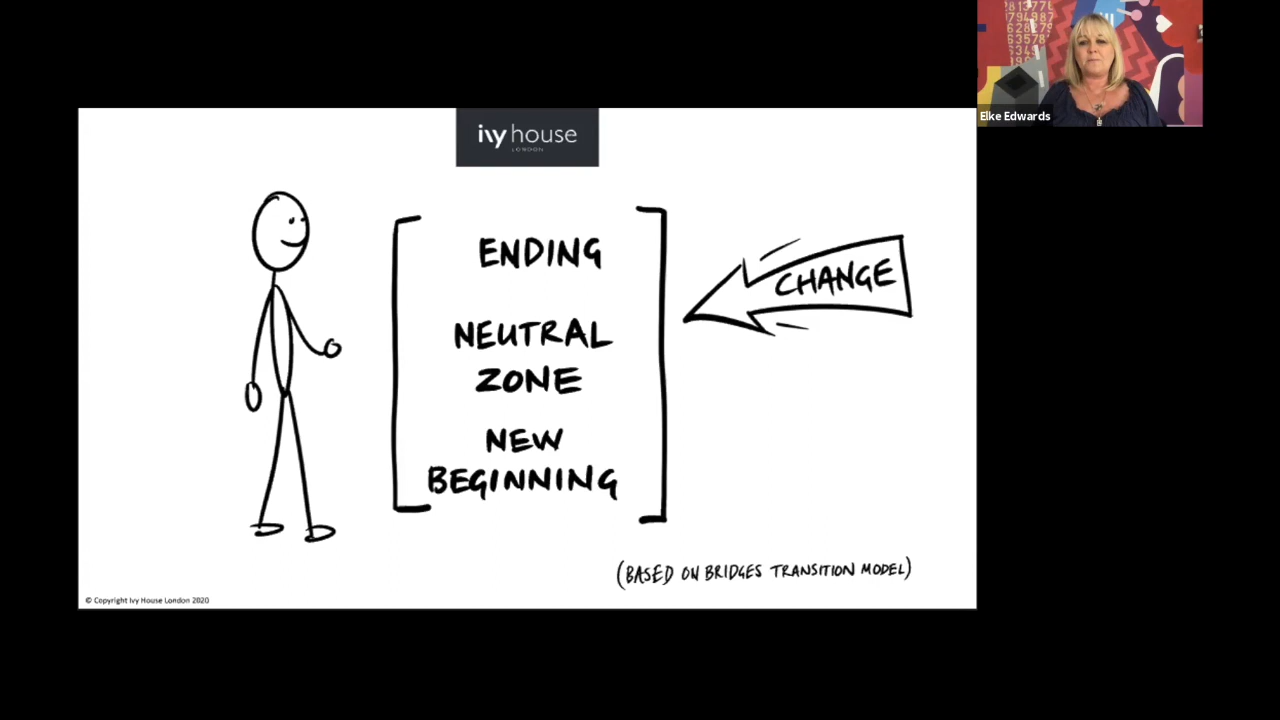 Elke Edwards
ivy house
LONDON
ENDING
NEUTRAL
ZONE
NEW
BEGINNING
CHANGE
(BASED ON BRIDGES TRANSITION MODEL)
© Copyright Ivy House London 2020